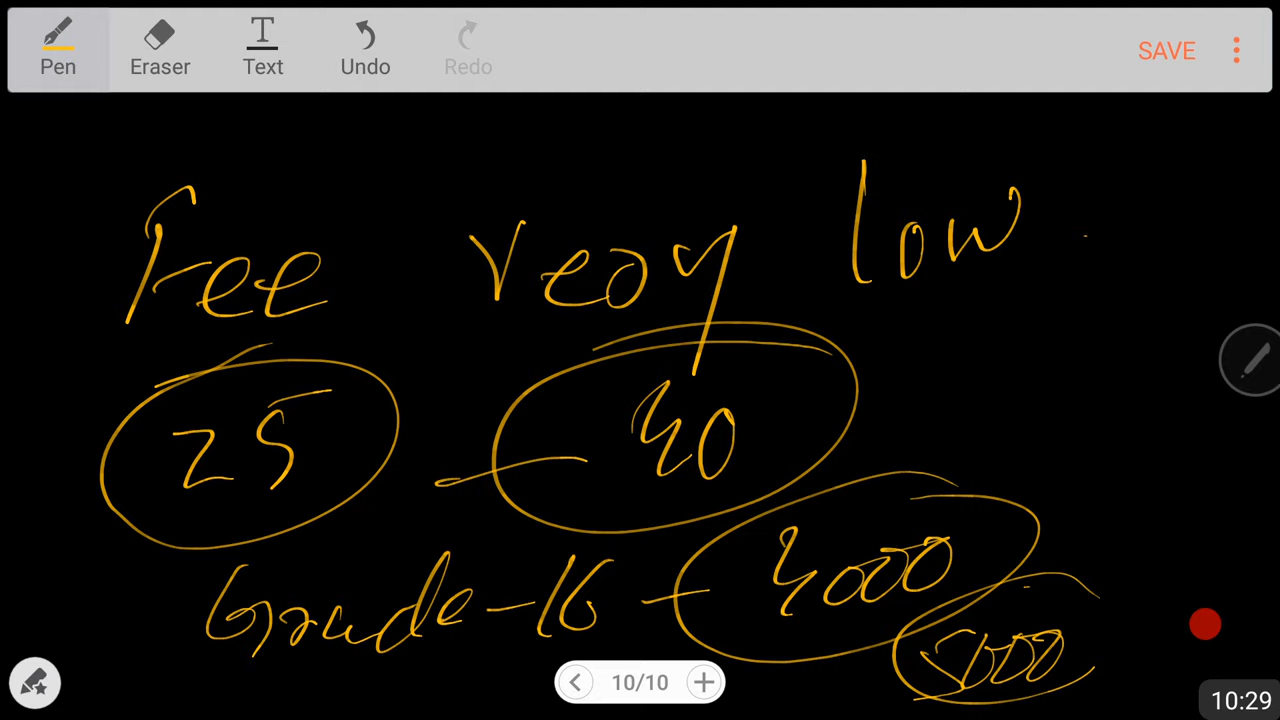 Pen Eraser Text Undo Redo SAVE
Fee very low.
25 - 40
Grade-16 - 4000
5000
10/10
10:29